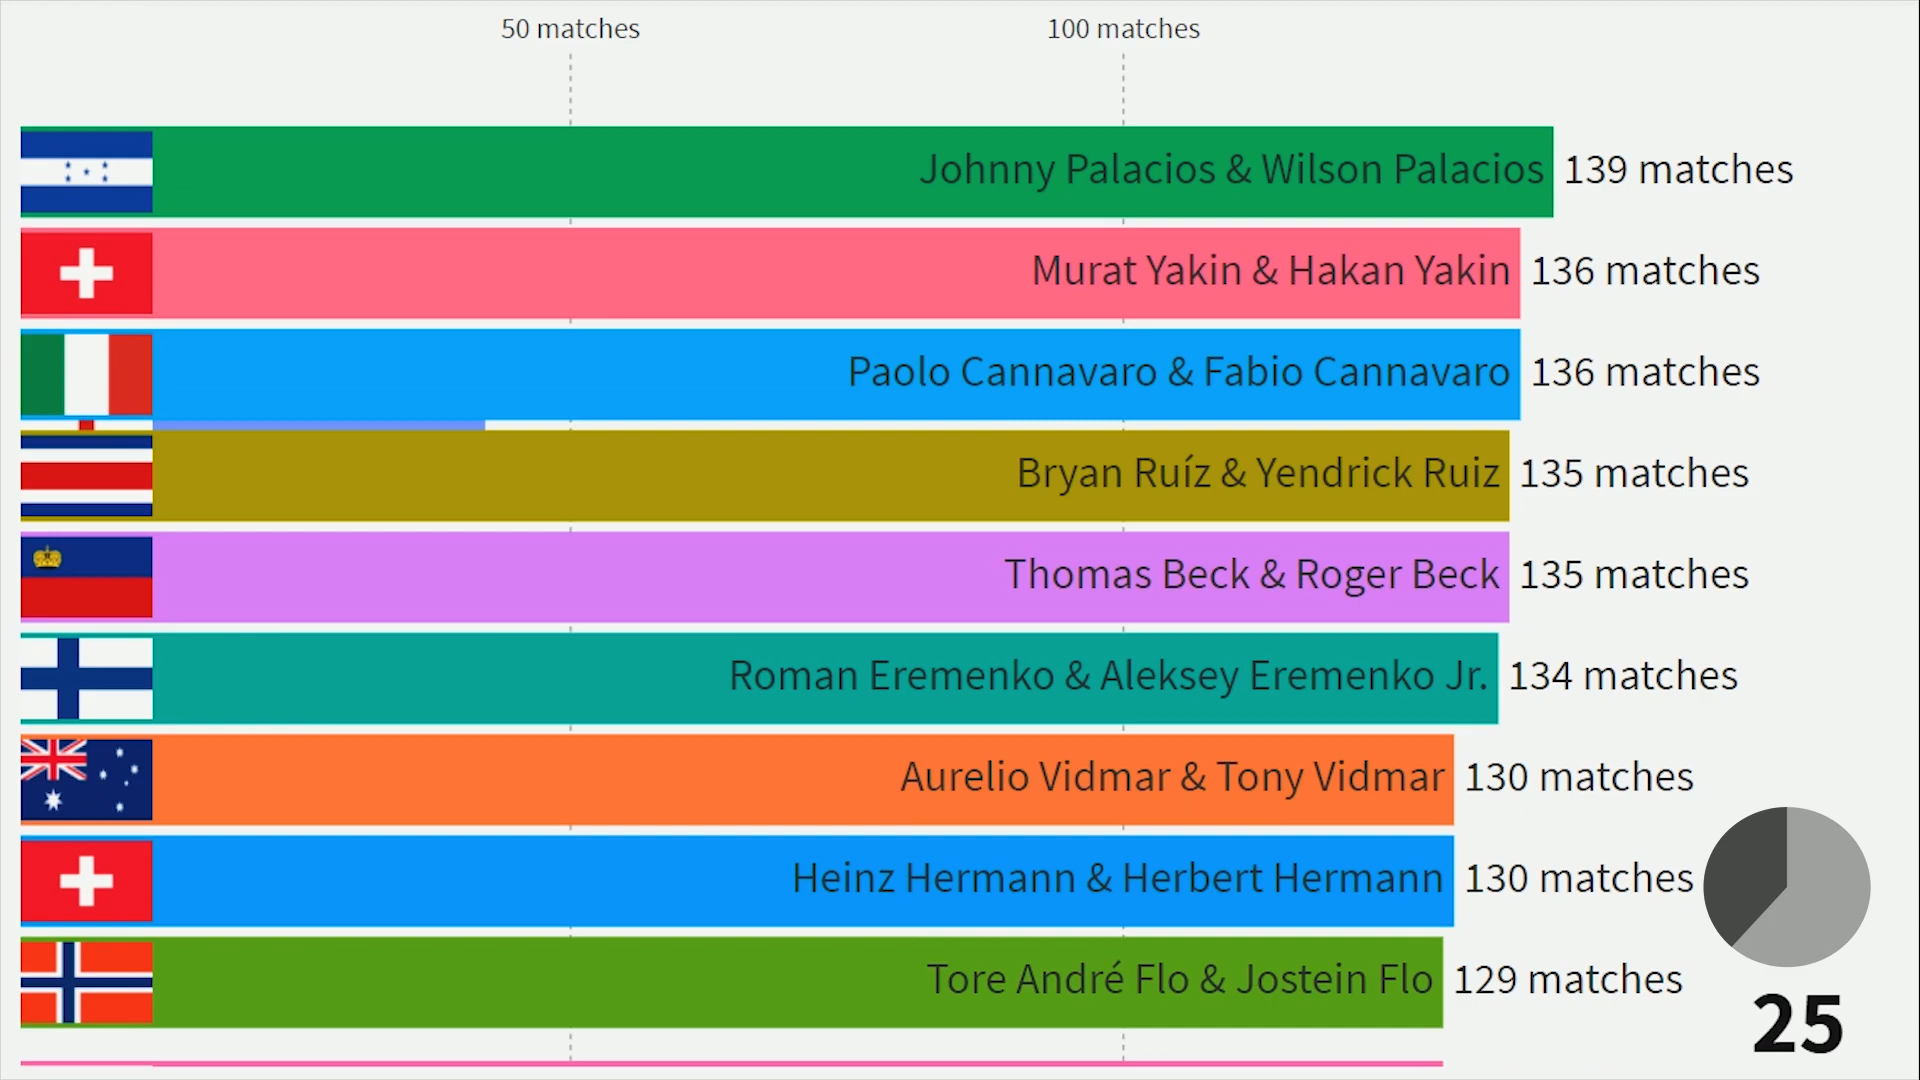 50 matches 100 matches
Johnny Palacios & Wilson Palacios 139 matches
Murat Yakin & Hakan Yakin 136 matches
Paolo Cannavaro & Fabio Cannavaro 136 matches
Bryan Ruíz & Yendrick Ruiz 135 matches
Thomas Beck & Roger Beck 135 matches
Roman Eremenko & Aleksey Eremenko Jr. 134 matches
Aurelio Vidmar & Tony Vidmar 130 matches
Heinz Hermann & Herbert Hermann 130 matches
Tore André Flo & Jostein Flo 129 matches
25